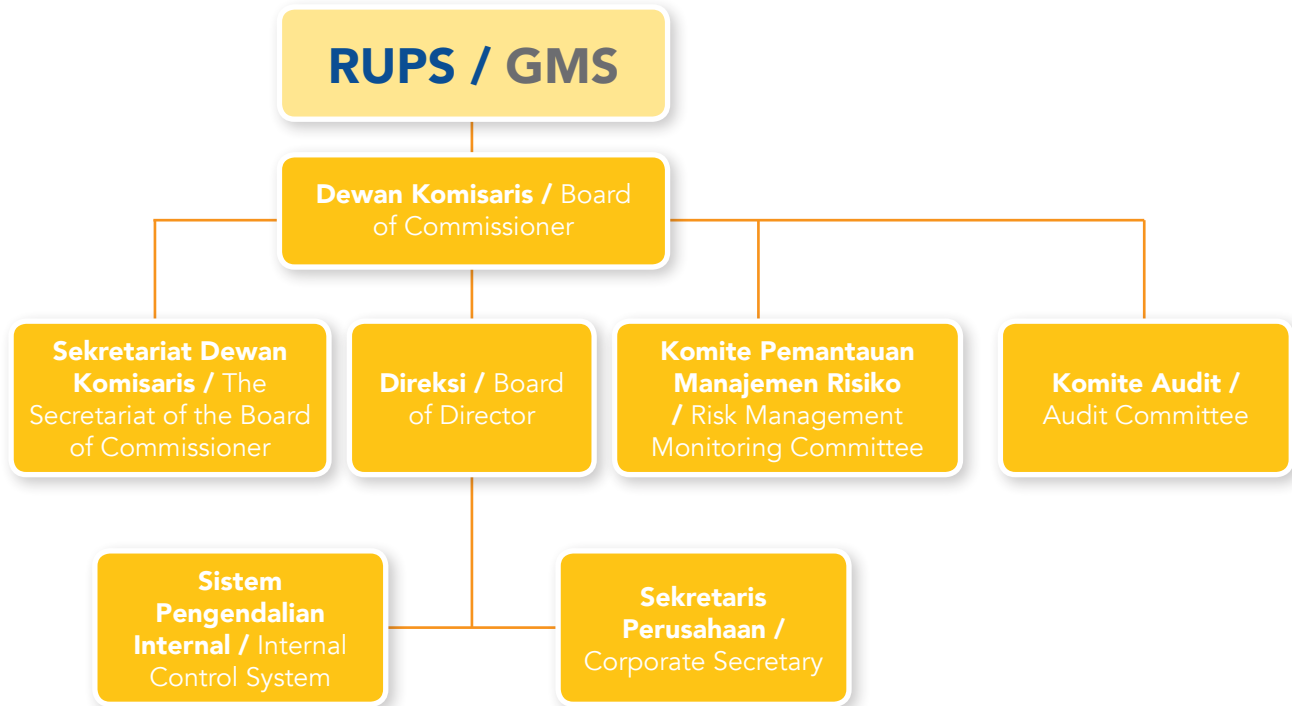 RUPS / GMS
Dewan Komisaris / Board
of Commissioner
Sekretariat Dewan
Komisaris / The
Secretariat of the Board
of Commissioner
Direksi / Board
of Director
Komite Pemantauan
Manajemen Risiko
/ Risk Management
Monitoring Committee
Komite Audit /
Audit Committee
Sistem
Pengendalian
Internal / Internal
Control System
Sekretaris
Perusahaan /
Corporate Secretary